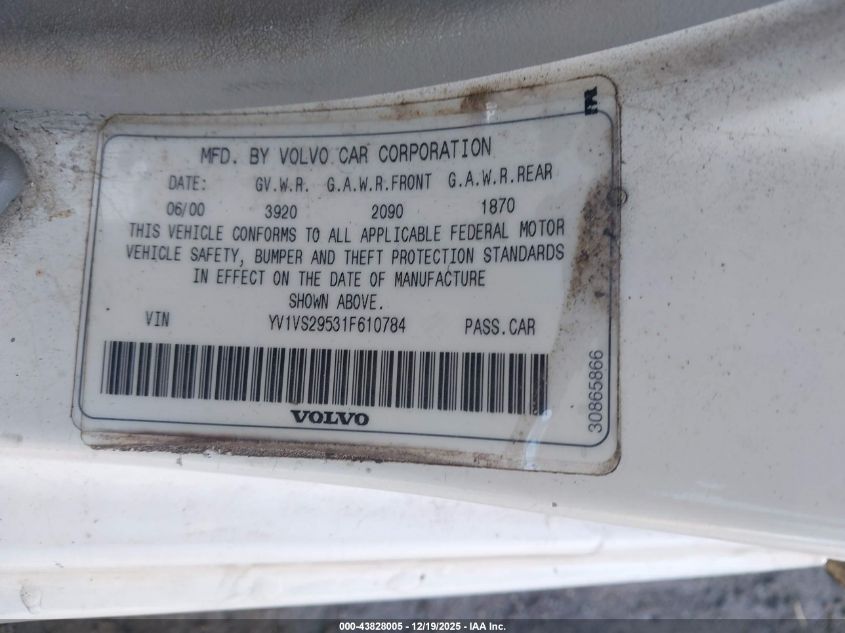 MFD. BY VOLVO CAR CORPORATION
DATE: GV.W.R. G.A.W.R.FRONT G.A.W.R.REAR
06/00 3920 2090 1870
THIS VEHICLE CONFORMS TO ALL APPLICABLE FEDERAL MOTOR
VEHICLE SAFETY, BUMPER AND THEFT PROTECTION STANDARDS
IN EFFECT ON THE DATE OF MANUFACTURE
SHOWN ABOVE.
VIN YV1VS29531F610784 PASS.CAR
VOLVO
30865866
000-43828005 - 12/19/2025 - IAA Inc.